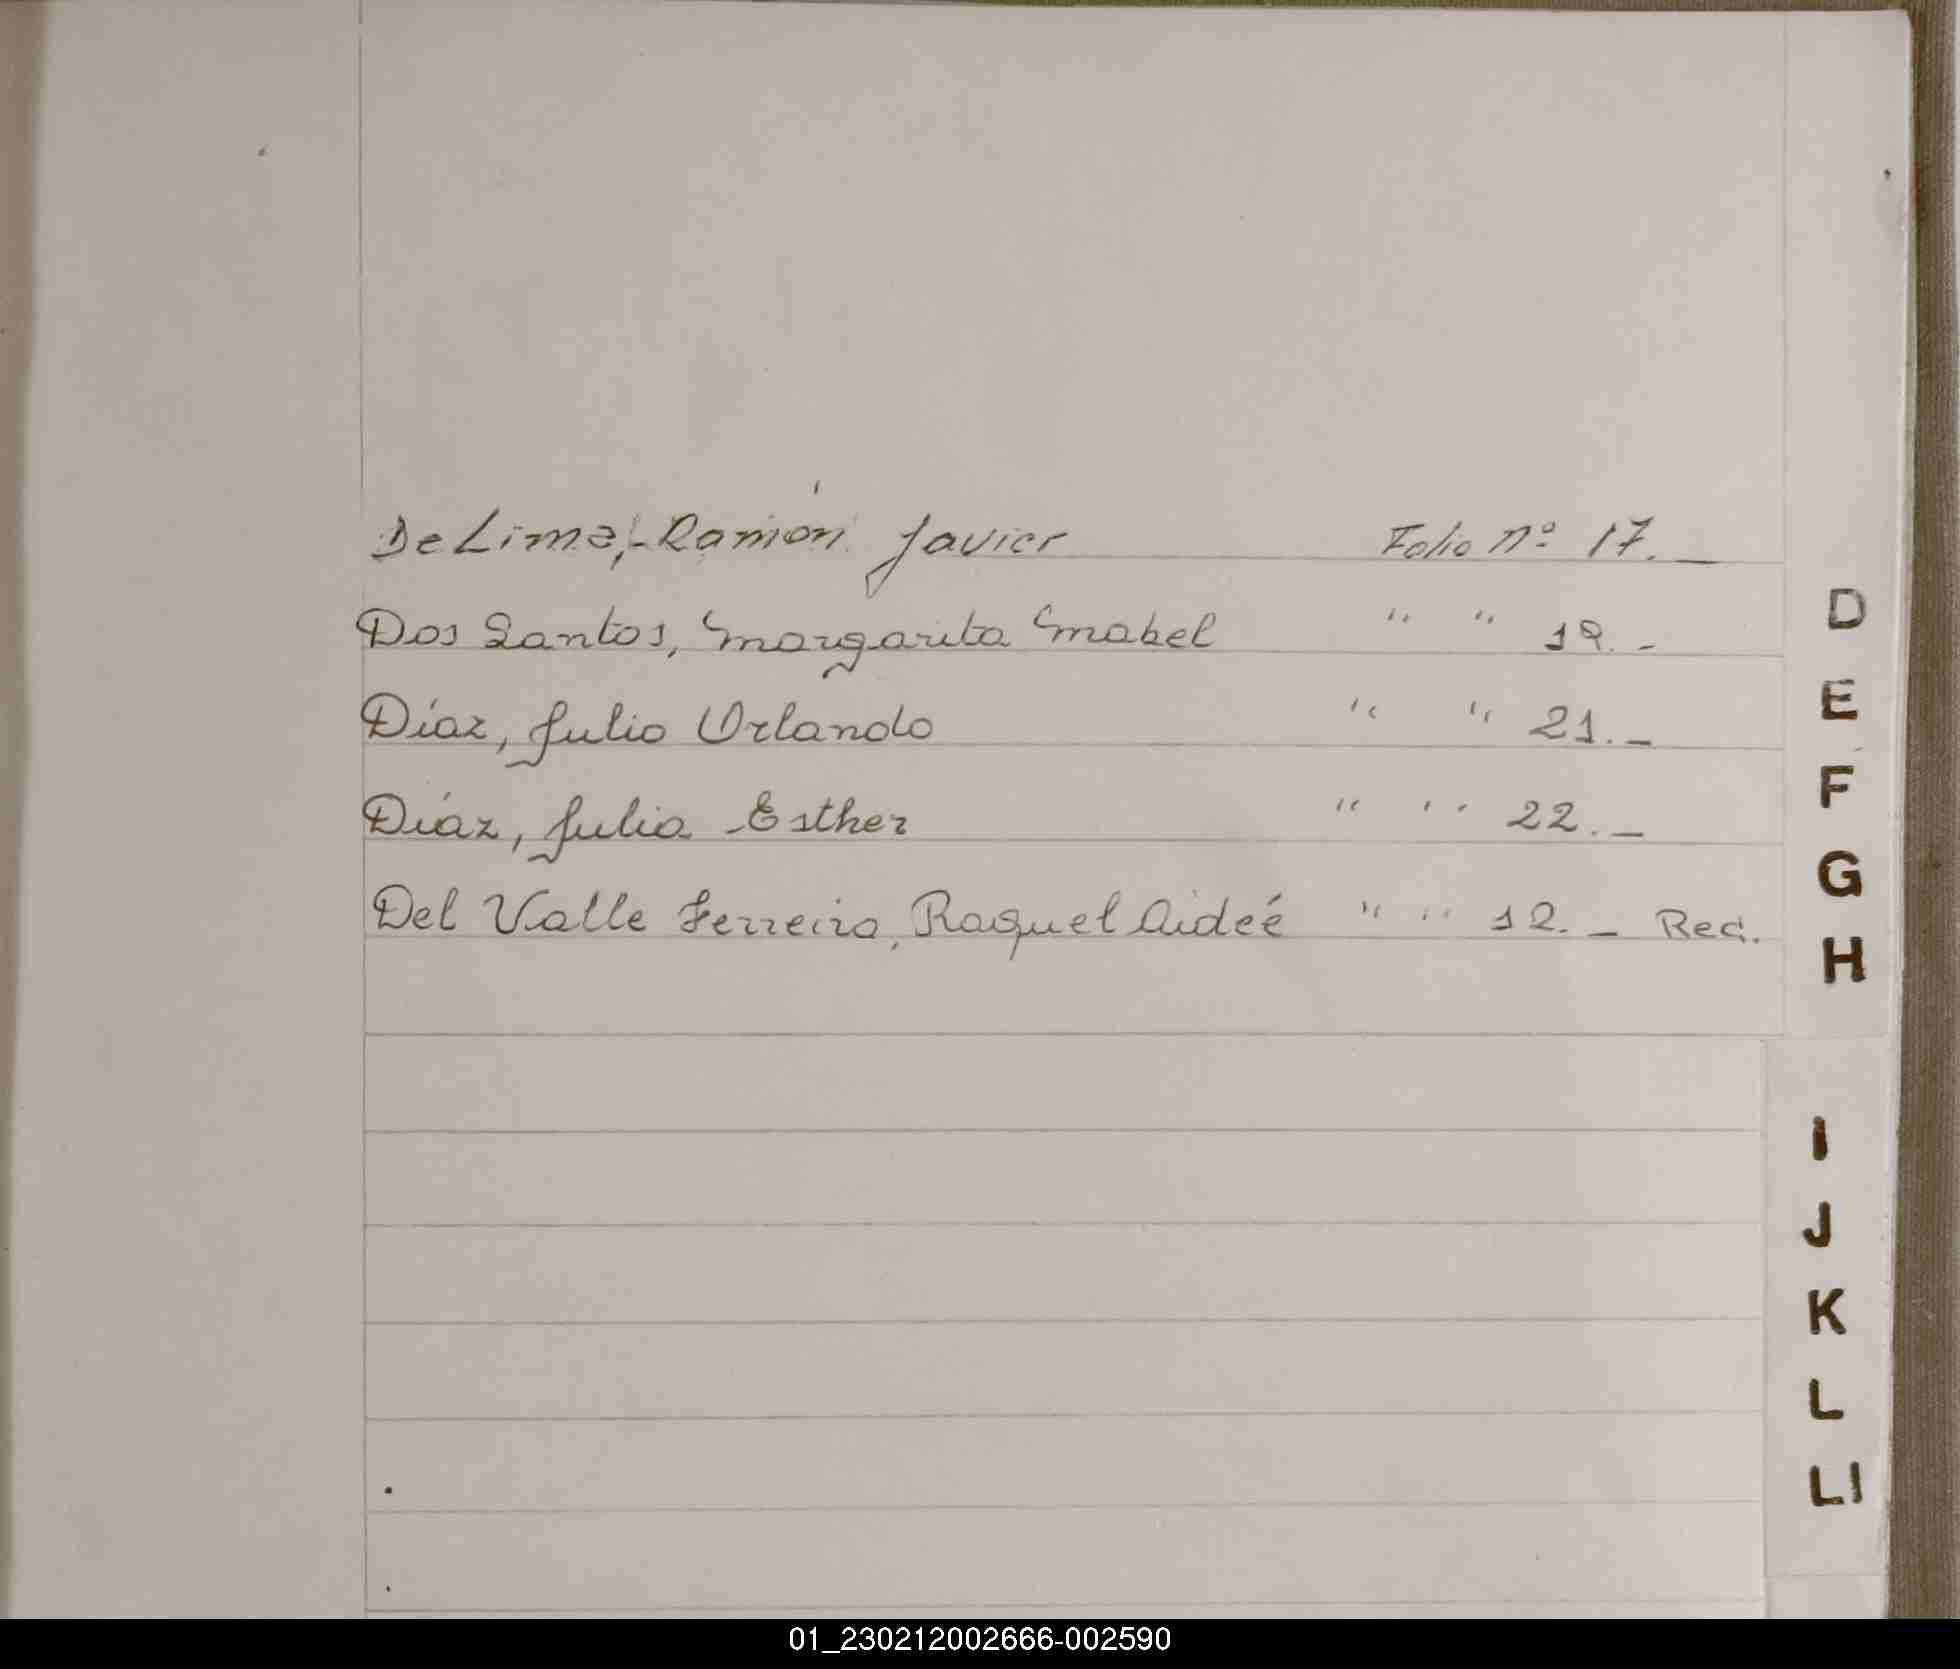 De Lima, Ramón Javier Folio nº 17.
Dos Santos, Margarita Mabel " " 19.-
Díaz, Julio Orlando " " 21.-
Díaz, Julia Esther " " 22.-
Del Valle Ferreira, Raquel Aideé " " 12.- Rec.
D
E
F
G
H
I
J
K
L
Ll
01_230212002666-002590